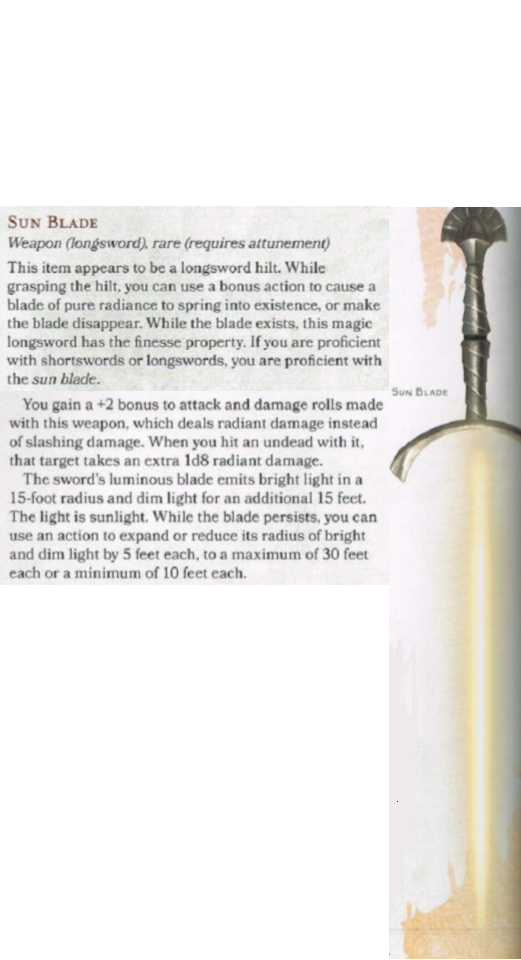 SUN BLADE
Weapon (longsword), rare (requires attunement)
This item appears to be a longsword hilt. While
grasping the hilt, you can use a bonus action to cause a
blade of pure radiance to spring into existence, or make
the blade disappear. While the blade exists, this magic
longsword has the finesse property. If you are proficient
with shortswords or longswords, you are proficient with
the sun blade.
You gain a +2 bonus to attack and damage rolls made
with this weapon, which deals radiant damage instead
of slashing damage. When you hit an undead with it,
that target takes an extra 1d8 radiant damage.
The sword's luminous blade emits bright light in a
15-foot radius and dim light for an additional 15 feet.
The light is sunlight. While the blade persists, you can
use an action to expand or reduce its radius of bright
and dim light by 5 feet each, to a maximum of 30 feet
each or a minimum of 10 feet each.
SUN BLADE